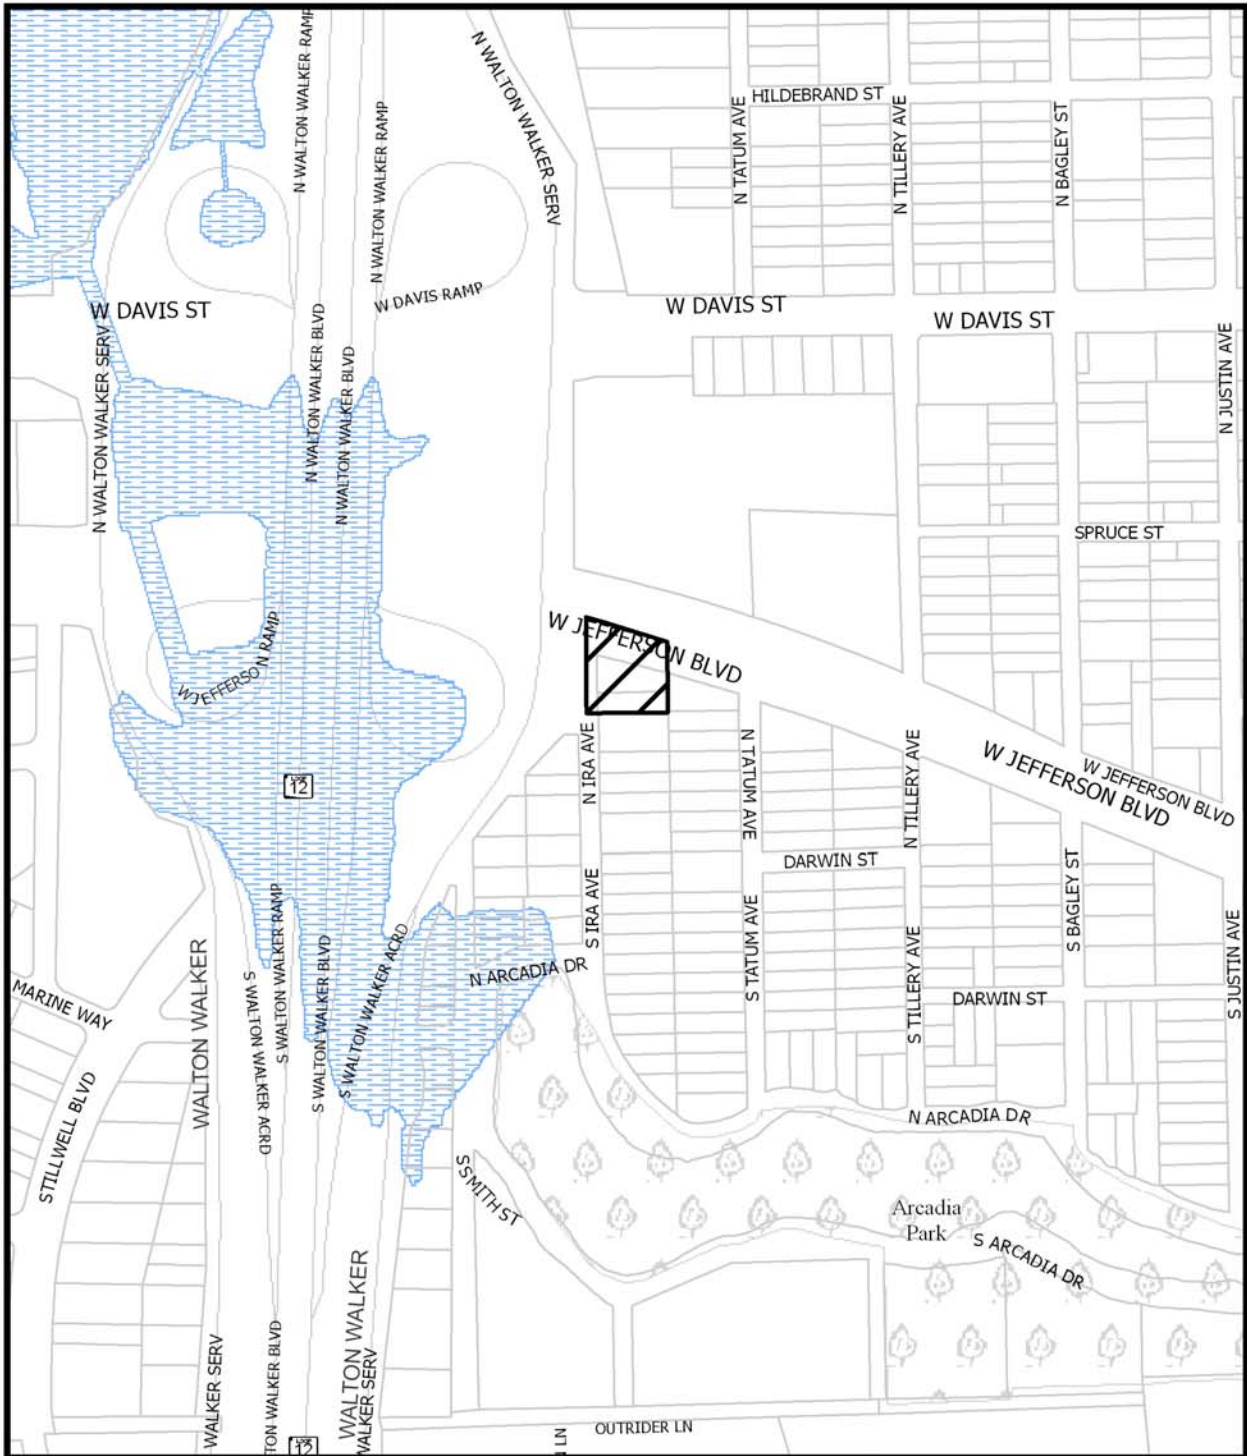 N WALTON WALKER RAMP
N WALTON WALKER SERV
HILDEBRAND ST
N TATUM AVE
N TILLERY AVE
N BAGLEY ST
N WALTON WALKER RAMP
W DAVIS RAMP
W DAVIS ST
W DAVIS ST
W DAVIS ST
N WALTON WALKER SERV
N WALTON WALKER BLVD
N WALTON WALKER BLVD
N JUSTIN AVE
SPRUCE ST
W JEFFERSON BLVD
W JEFFERSON N RAMP
N IRA AVE
N TATUM AVE
N TILLERY AVE
W JEFFERSON BLVD
W JEFFERSON BLVD
LOOP
12
DARWIN ST
S IRA AVE
S TATUM AVE
S TILLERY AVE
S BAGLEY ST
S JUSTIN AVE
S WALTON WALKER RAMP
WALTON WALKER
S WALTON WALKER ACRD
S WALTON WALKER BLVD
S WALTON WALKER ACRD
N ARCADIA DR
DARWIN ST
MARINE WAY
STILLWELL BLVD
N ARCADIA DR
S SMITH ST
Arcadia
Park
S ARCADIA DR
WALTON WALKER
WALKER SERV
TON WALKER BLVD
WALKER SERV
OUTRIDER LN
LN